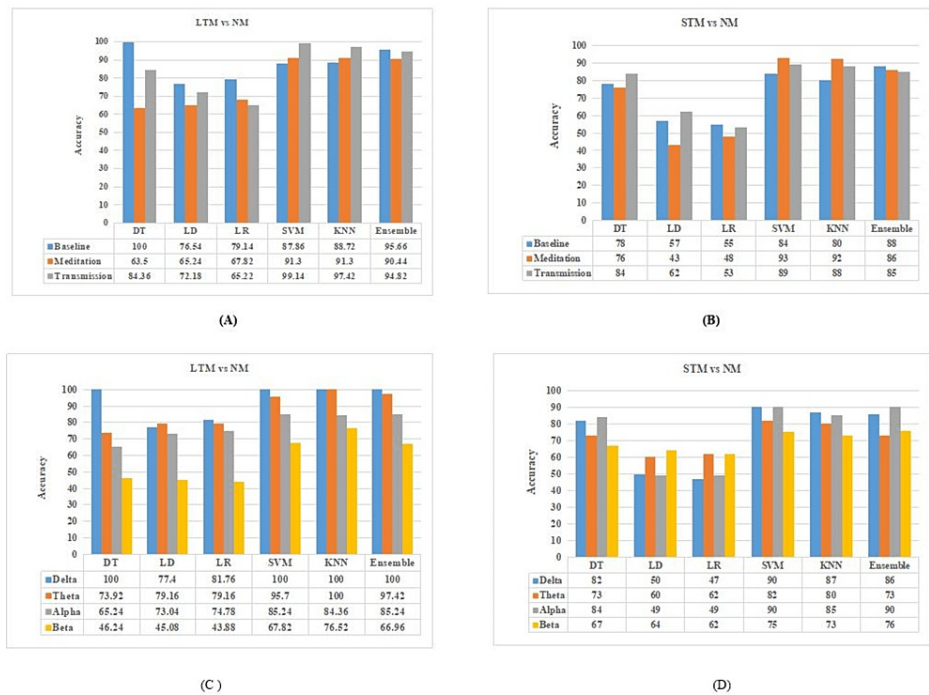 LTM vs NM
Accuracy
100
90
80
70
60
50
40
30
20
10
0
DT LD LR SVM KNN Ensemble
Baseline 100 76.54 79.14 87.86 88.72 95.66
Meditation 63.5 65.24 67.82 91.3 91.3 90.44
Transmission 84.36 72.18 65.22 99.14 97.42 94.82
(A)
STM vs NM
Accuracy
100
90
80
70
60
50
40
30
20
10
0
DT LD LR SVM KNN Ensemble
Baseline 78 57 55 84 80 88
Meditation 76 43 48 93 92 86
Transmission 84 62 53 89 88 85
(B)
LTM vs NM
Accuracy
100
90
80
70
60
50
40
30
20
10
0
DT LD LR SVM KNN Ensemble
Delta 100 77.4 81.76 100 100 100
Theta 73.92 79.16 79.16 95.7 100 97.42
Alpha 65.24 73.04 74.78 85.24 84.36 85.24
Beta 46.24 45.08 43.88 67.82 76.52 66.96
(C )
STM vs NM
Accuracy
100
90
80
70
60
50
40
30
20
10
0
DT LD LR SVM KNN Ensemble
Delta 82 50 47 90 87 86
Theta 73 60 62 82 80 73
Alpha 84 49 49 90 85 90
Beta 67 64 62 75 73 76
(D)